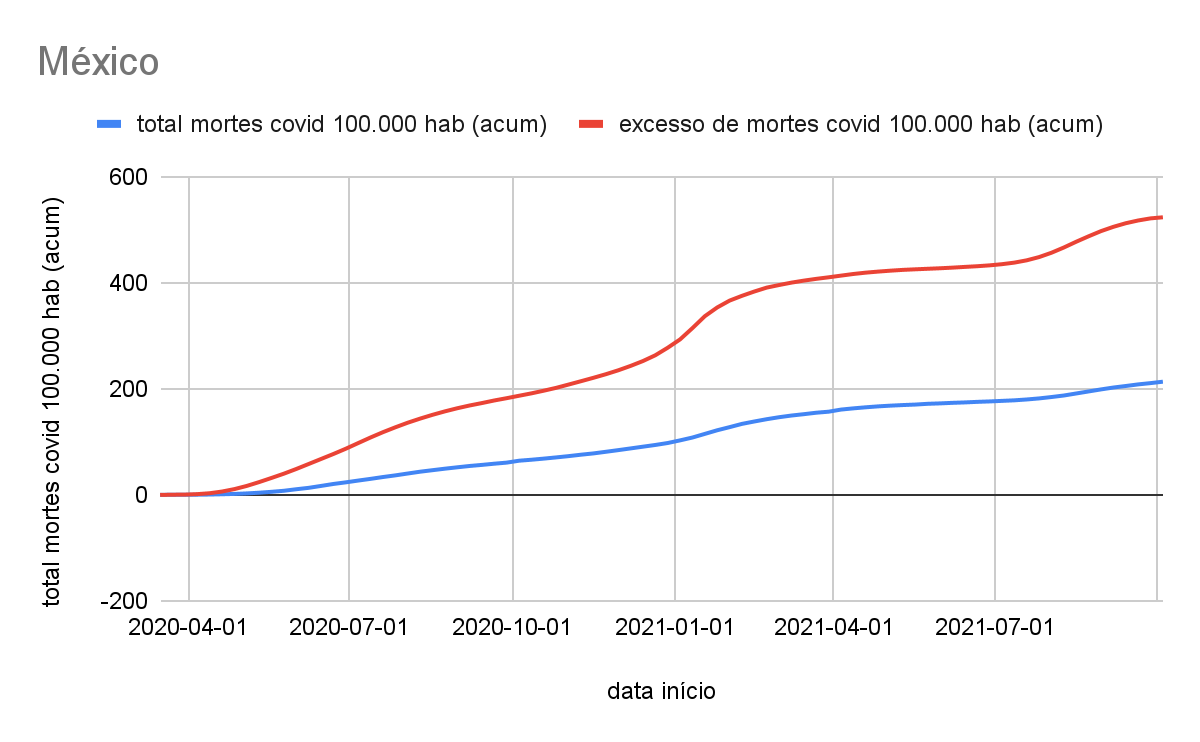 México
total mortes covid 100.000 hab (acum)
excesso de mortes covid 100.000 hab (acum)
total mortes covid 100.000 hab (acum)
600
400
200
0
-200
2020-04-01
2020-07-01
2020-10-01
2021-01-01
2021-04-01
2021-07-01
data início